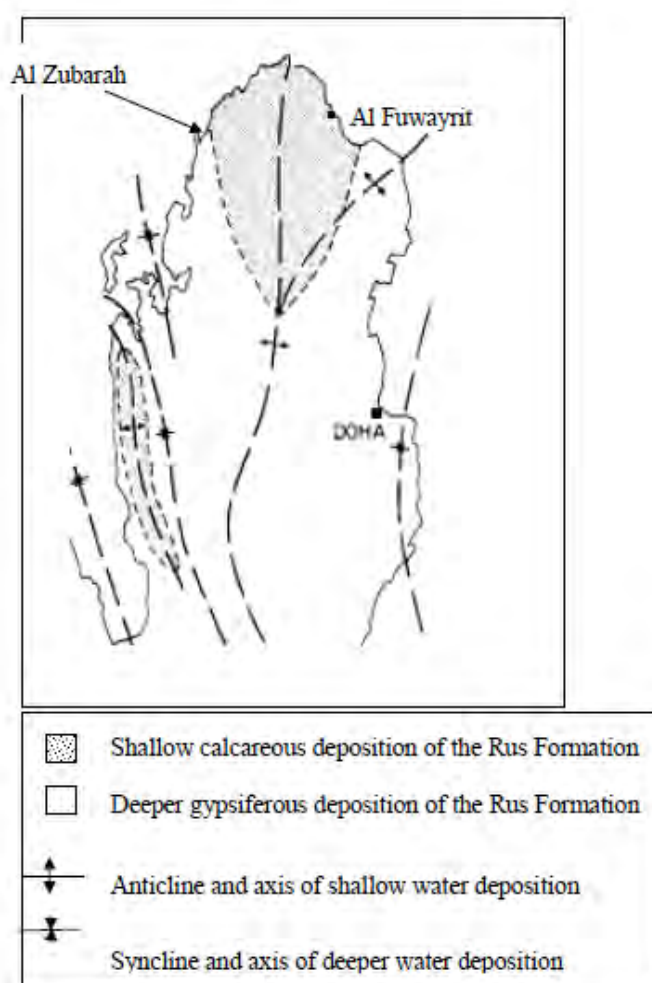 Al Zubarah
Al Fuwayrit
DOHA
Shallow calcareous deposition of the Rus Formation
Deeper gypsiferous deposition of the Rus Formation
Anticline and axis of shallow water deposition
Syncline and axis of deeper water deposition